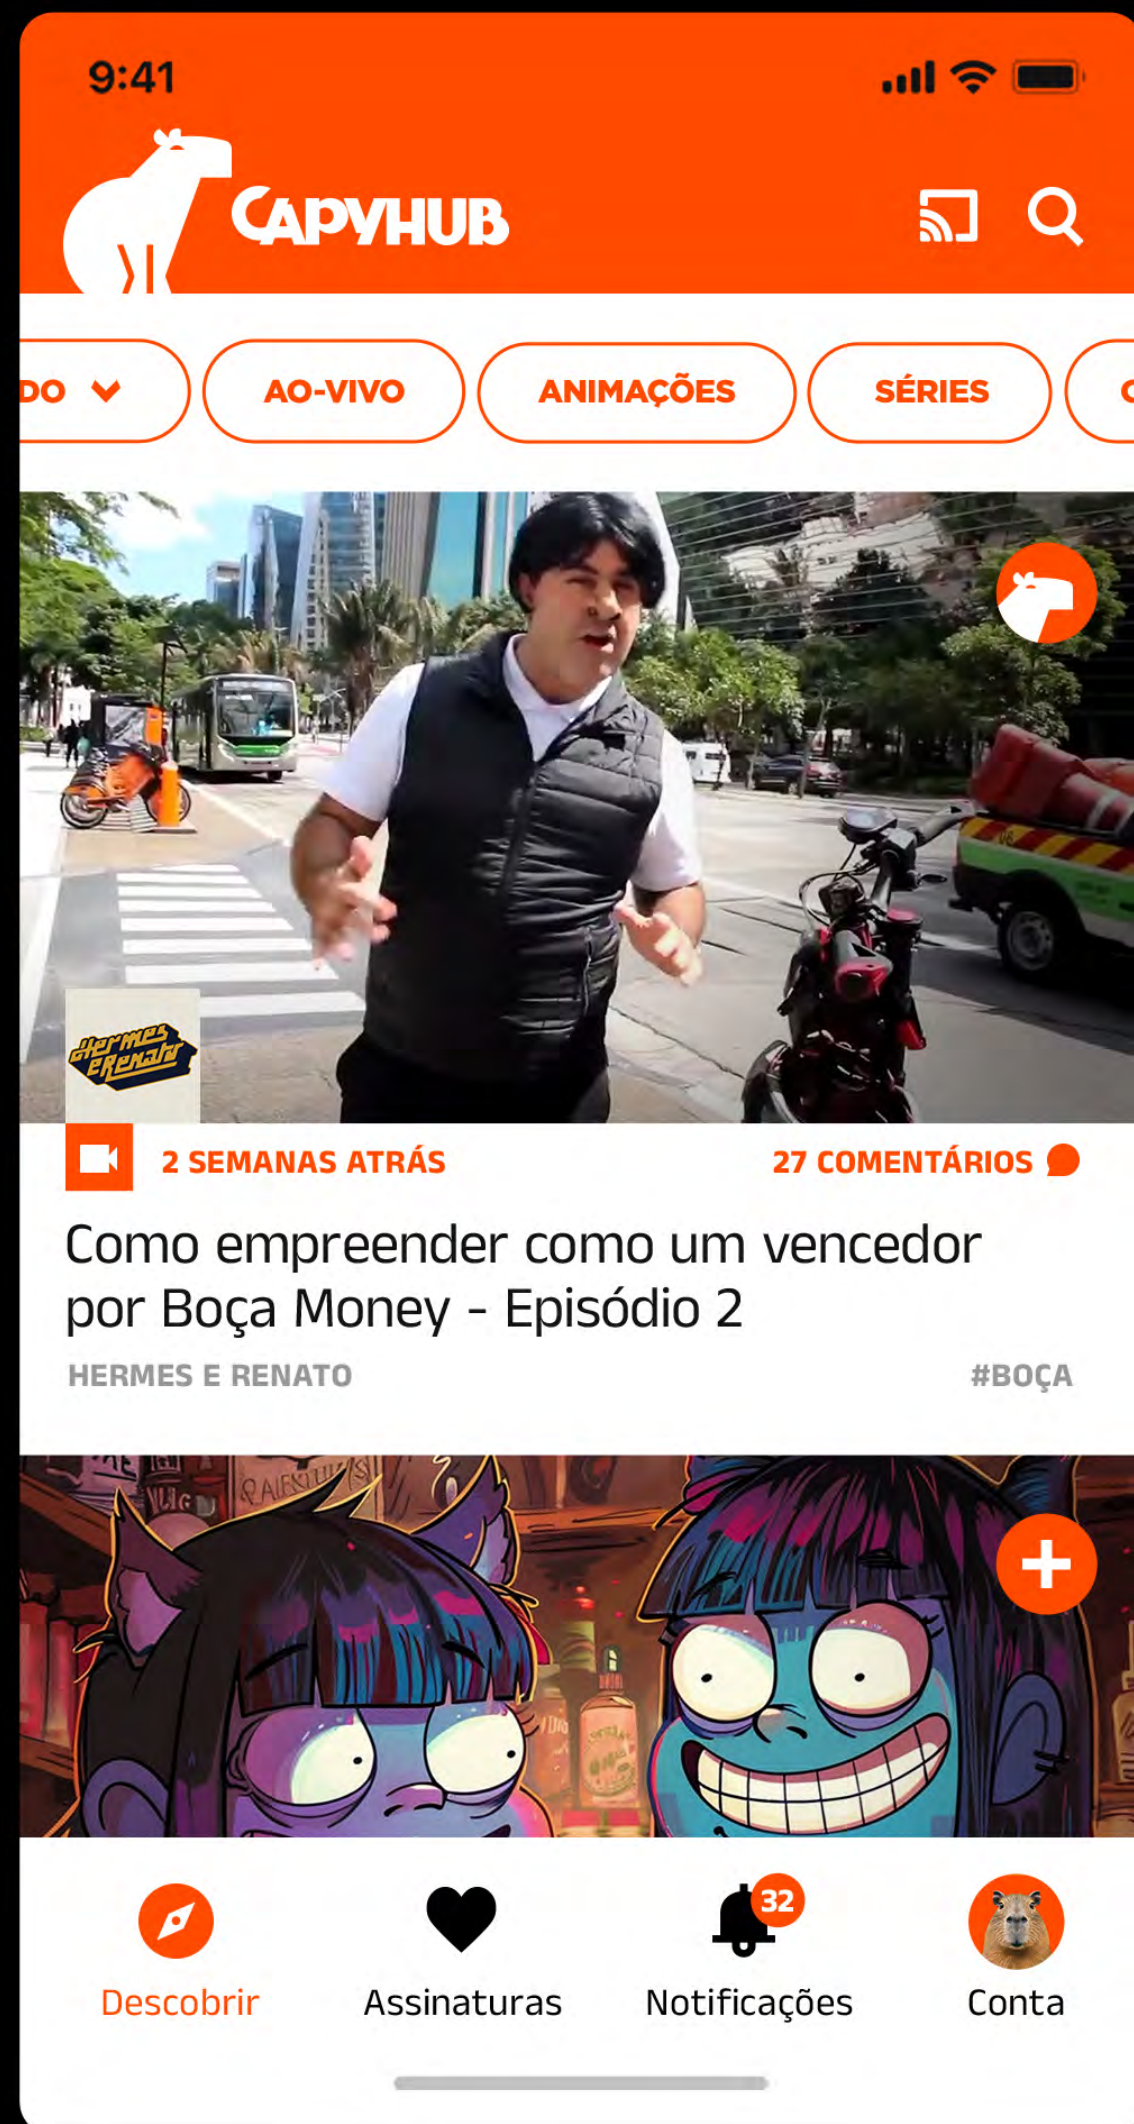 9:41
CAPYHUB
DO
AO-VIVO
ANIMAÇÕES
SÉRIES
Hermes
e Renato
2 SEMANAS ATRÁS
27 COMENTÁRIOS
Como empreender como um vencedor
por Boça Money - Episódio 2
HERMES E RENATO
#BOÇA
32
Descobrir
Assinaturas
Notificações
Conta